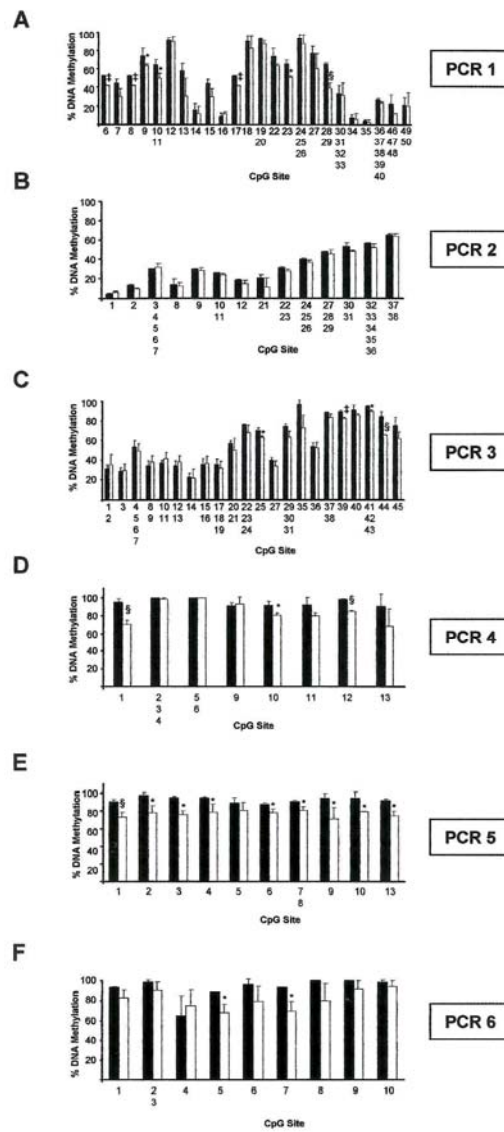 A
PCR 1
% DNA Methylation
100
80
60
40
20
‡ ‡ * * ‡ * §
6 7 8 9 10 12 13 14 15 16 17 18 19 22 23 24 27 28 30 34 35 36 46 49
11 20 25 29 31 37 47 50
26 32 38 48
33 39
40
CpG Site
B
PCR 2
% DNA Methylation
100
80
60
40
20
1 2 3 8 9 10 12 21 22 24 27 30 32 37
4 11 23 25 28 31 33 38
5 26 29 34
6 35
7 36
CpG Site
C
PCR 3
% DNA Methylation
100
80
60
40
20
* ‡ * §
1 3 4 8 10 12 14 15 17 20 22 25 27 29 35 36 37 39 40 41 44 45
2 5 9 11 13 16 18 21 23 30 38 42
6 19 24 31 43
7
CpG Site
D
PCR 4
% DNA Methylation
100
80
60
40
20
§ * §
1 2 5 9 10 11 12 13
3 6
4
CpG Site
E
PCR 5
% DNA Methylation
100
80
60
40
20
§ * * * * * * * *
1 2 3 4 5 6 7 9 10 13
8
CpG Site
F
PCR 6
% DNA Methylation
100
80
60
40
20
* *
1 2 4 5 6 7 8 9 10
3
CpG Site